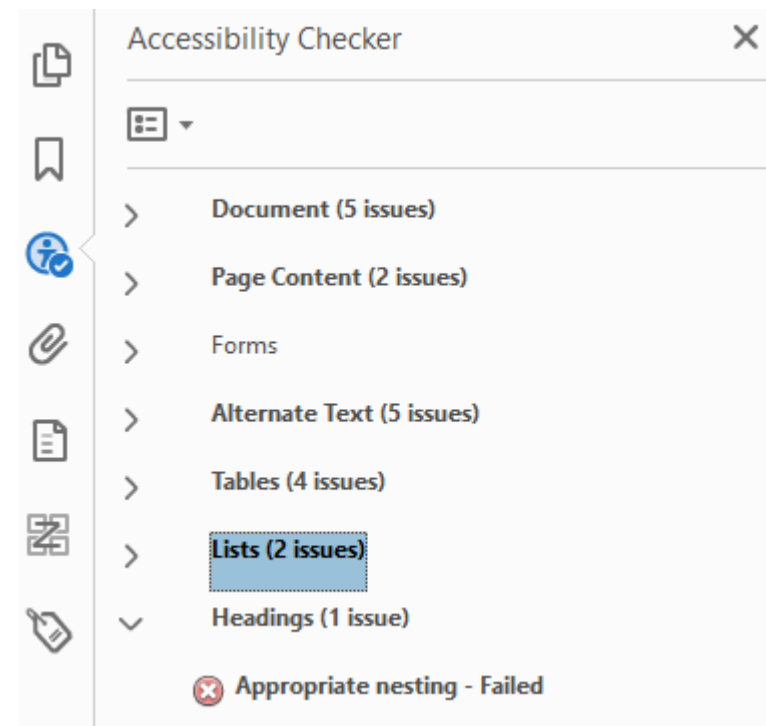 Accessibility Checker
Document (5 issues)
Page Content (2 issues)
Forms
Alternate Text (5 issues)
Tables (4 issues)
Lists (2 issues)
Headings (1 issue)
Appropriate nesting - Failed